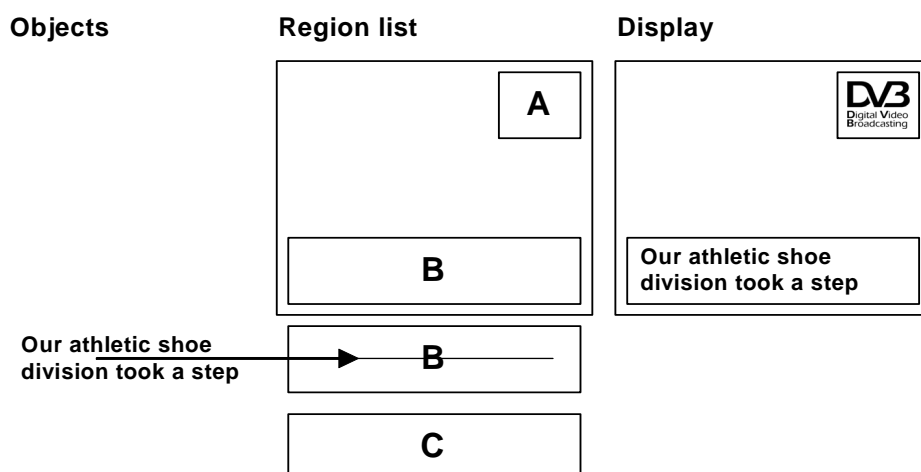 Objects Region list Display
A
DVB
Digital Video
Broadcasting
B
Our athletic shoe
division took a step
Our athletic shoe
division took a step
B
C